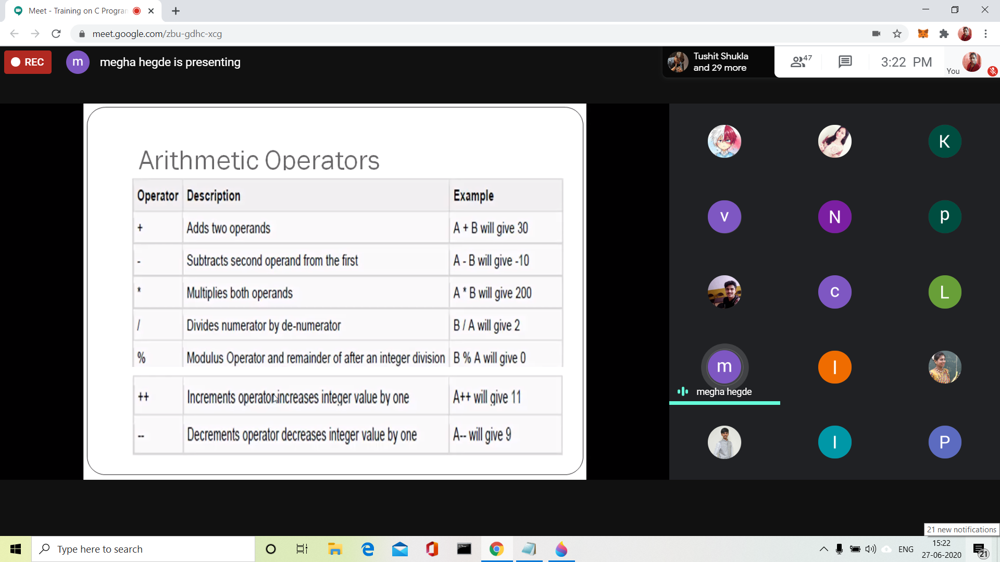 Meet - Training on C Progra
meet.google.com/zbu-gdhc-xcg
REC
m
megha hegde is presenting
Tushit Shukla
and 29 more
47
3:22 PM
You
Arithmetic Operators
Operator Description Example
+ Adds two operands A + B will give 30
- Subtracts second operand from the first A - B will give -10
* Multiplies both operands A * B will give 200
/ Divides numerator by de-numerator B / A will give 2
% Modulus Operator and remainder of after an integer division B % A will give 0
++ Increments operator increases integer value by one A++ will give 11
-- Decrements operator decreases integer value by one A-- will give 9
K
v N p
c L
m I
megha hegde
I P
21 new notifications
Type here to search
ENG
15:22
27-06-2020
21